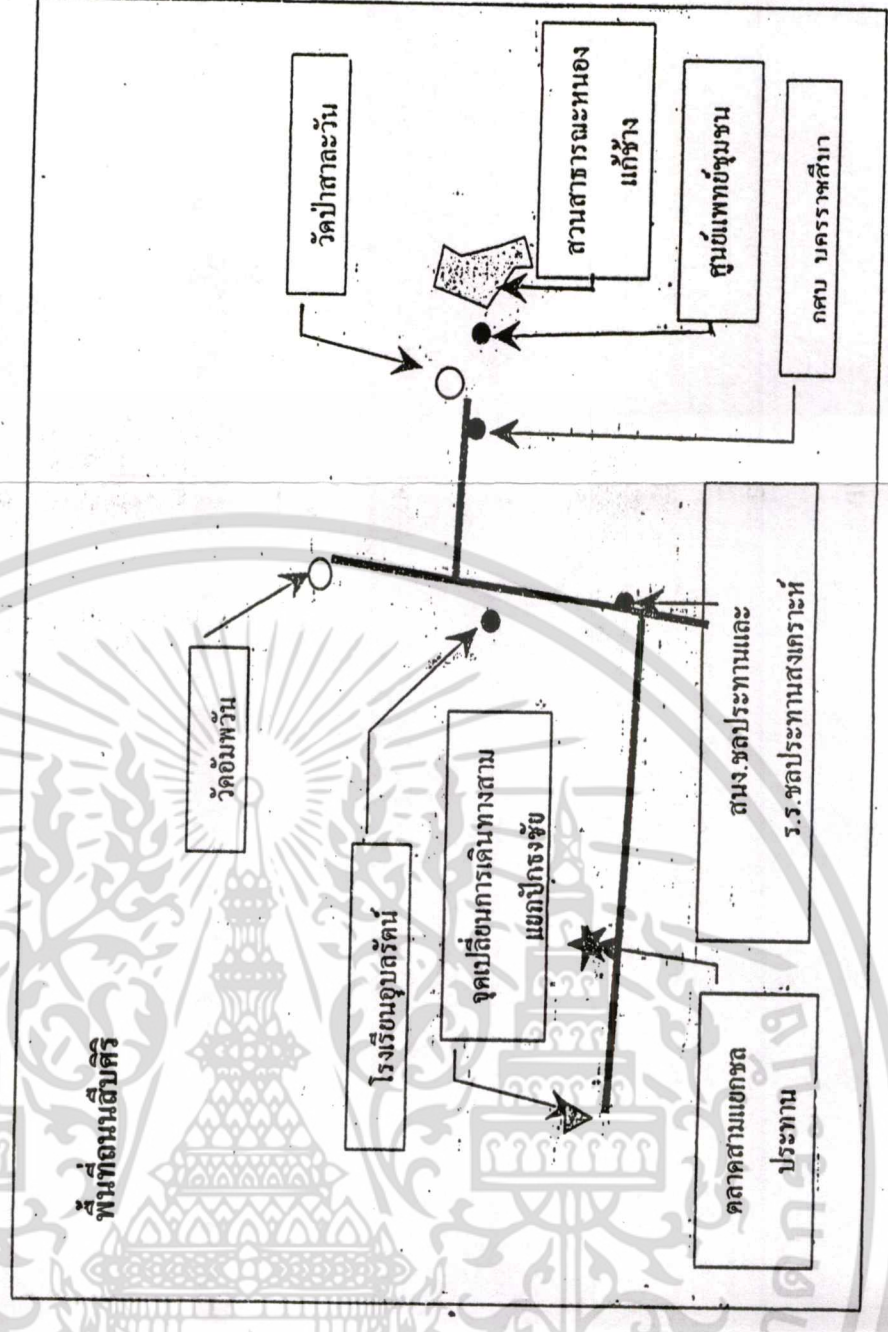 พื้นที่ถนนสืบศิริ
วัดป่าสาละวัน
วัดอัมพวัน
สวนสาธารณะหนอง
แก้ช้าง
โรงเรียนอุบลรัตน์
ศูนย์แพทย์ชุมชน
จุดเปลี่ยนการเดินทางสาม
แยกปักธงชัย
กศบ นครราชสีมา
ตลาดสามแยกชล
ประทาน
สนง.ชลประทานและ
ร.ร.ชลประทานสงเคราะห์